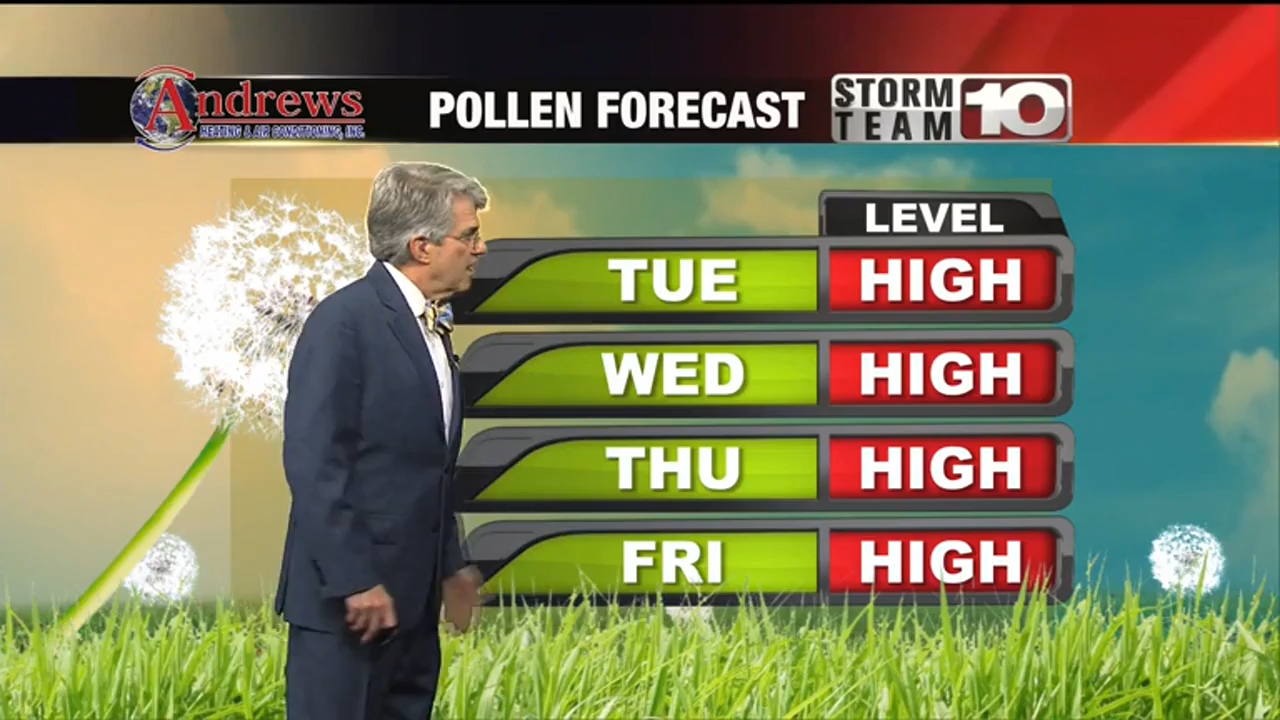 Andrews
HEATING & AIR CONDITIONING, INC.
POLLEN FORECAST
STORM
TEAM
10
LEVEL
TUE HIGH
WED HIGH
THU HIGH
FRI HIGH